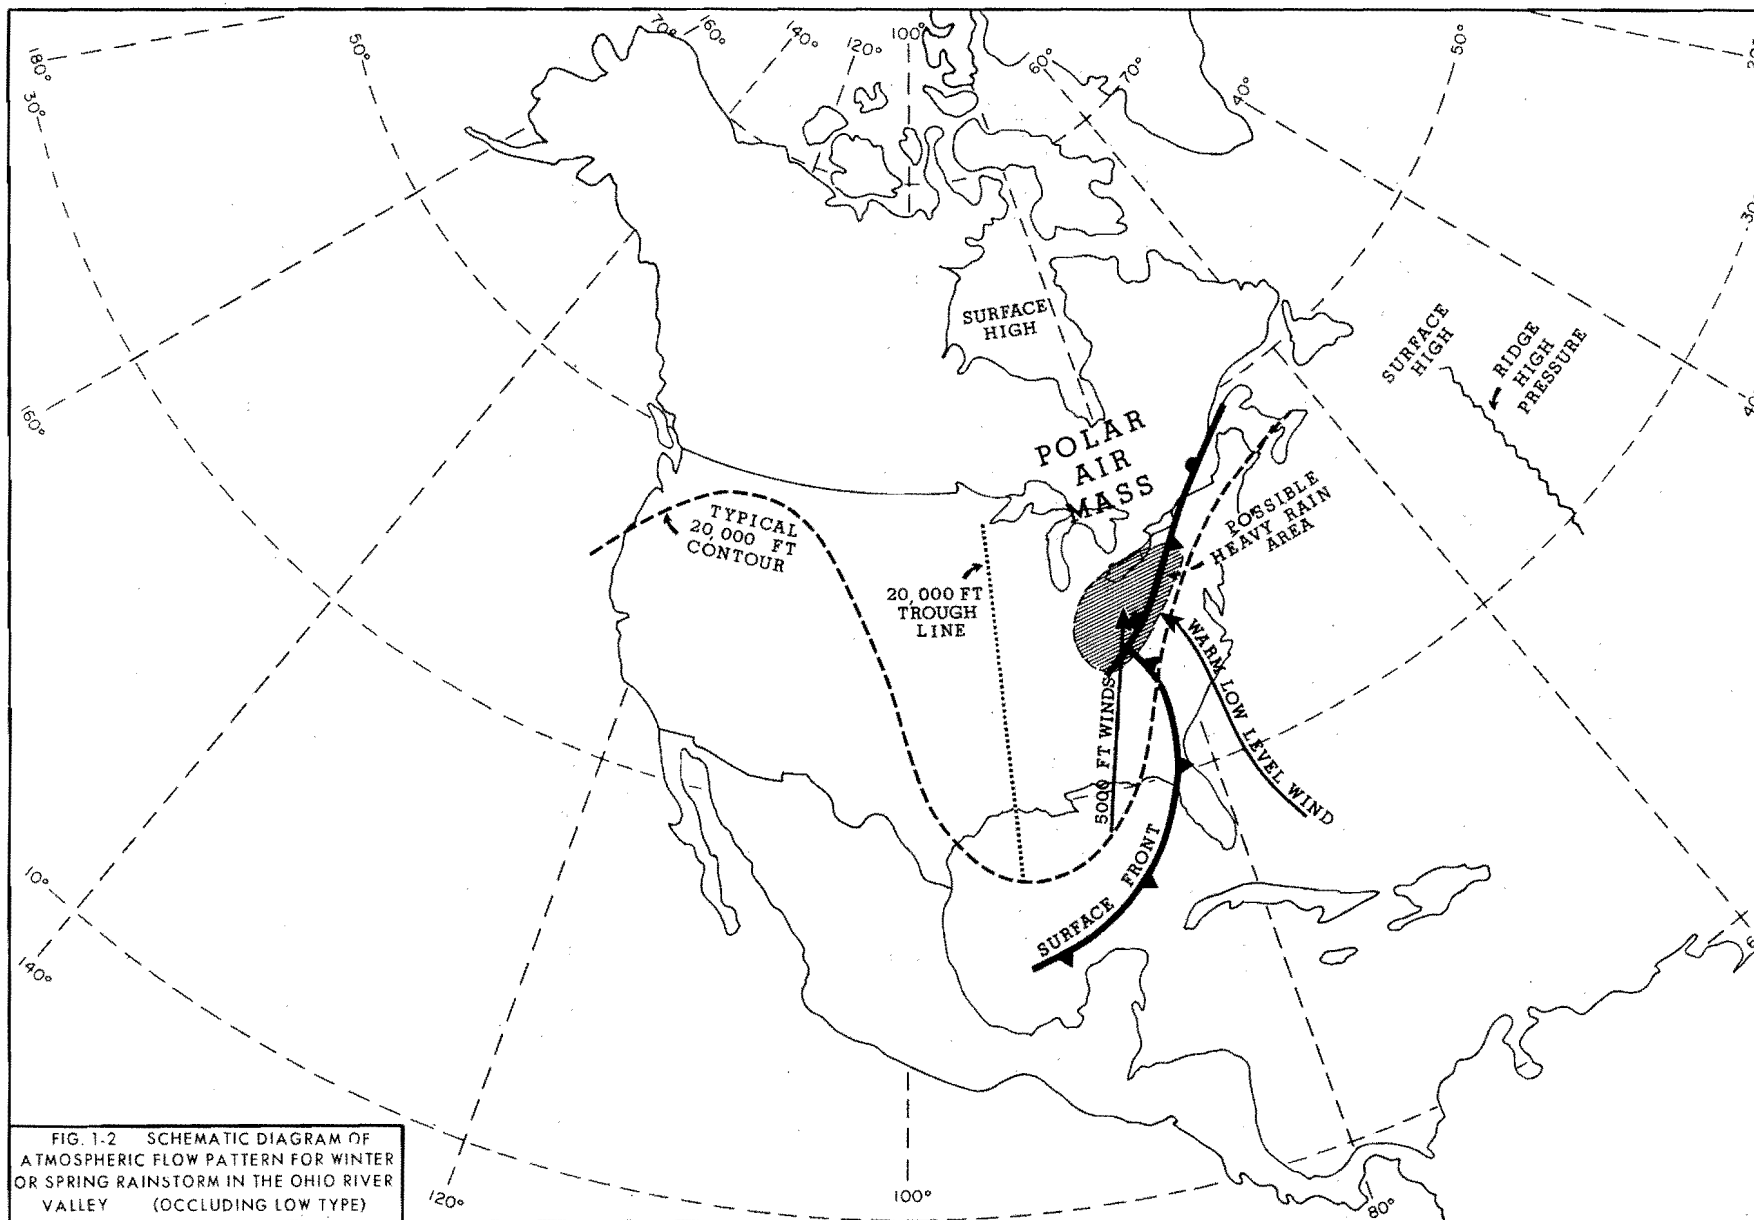 180°
30°
50°
70°
160°
140°
120°
100°
60°
70°
40°
50°
30°
40°
160°
10°
140°
120°
100°
80°
SURFACE
HIGH
SURFACE
HIGH
RIDGE
HIGH
PRESSURE
POLAR
AIR
MASS
TYPICAL
20,000 FT
CONTOUR
20,000 FT
TROUGH
LINE
POSSIBLE
HEAVY RAIN
AREA
WARM LOW LEVEL WIND
5000 FT WINDS
SURFACE FRONT
FIG. 1-2 SCHEMATIC DIAGRAM OF
ATMOSPHERIC FLOW PATTERN FOR WINTER
OR SPRING RAINSTORM IN THE OHIO RIVER
VALLEY (OCCLUDING LOW TYPE)